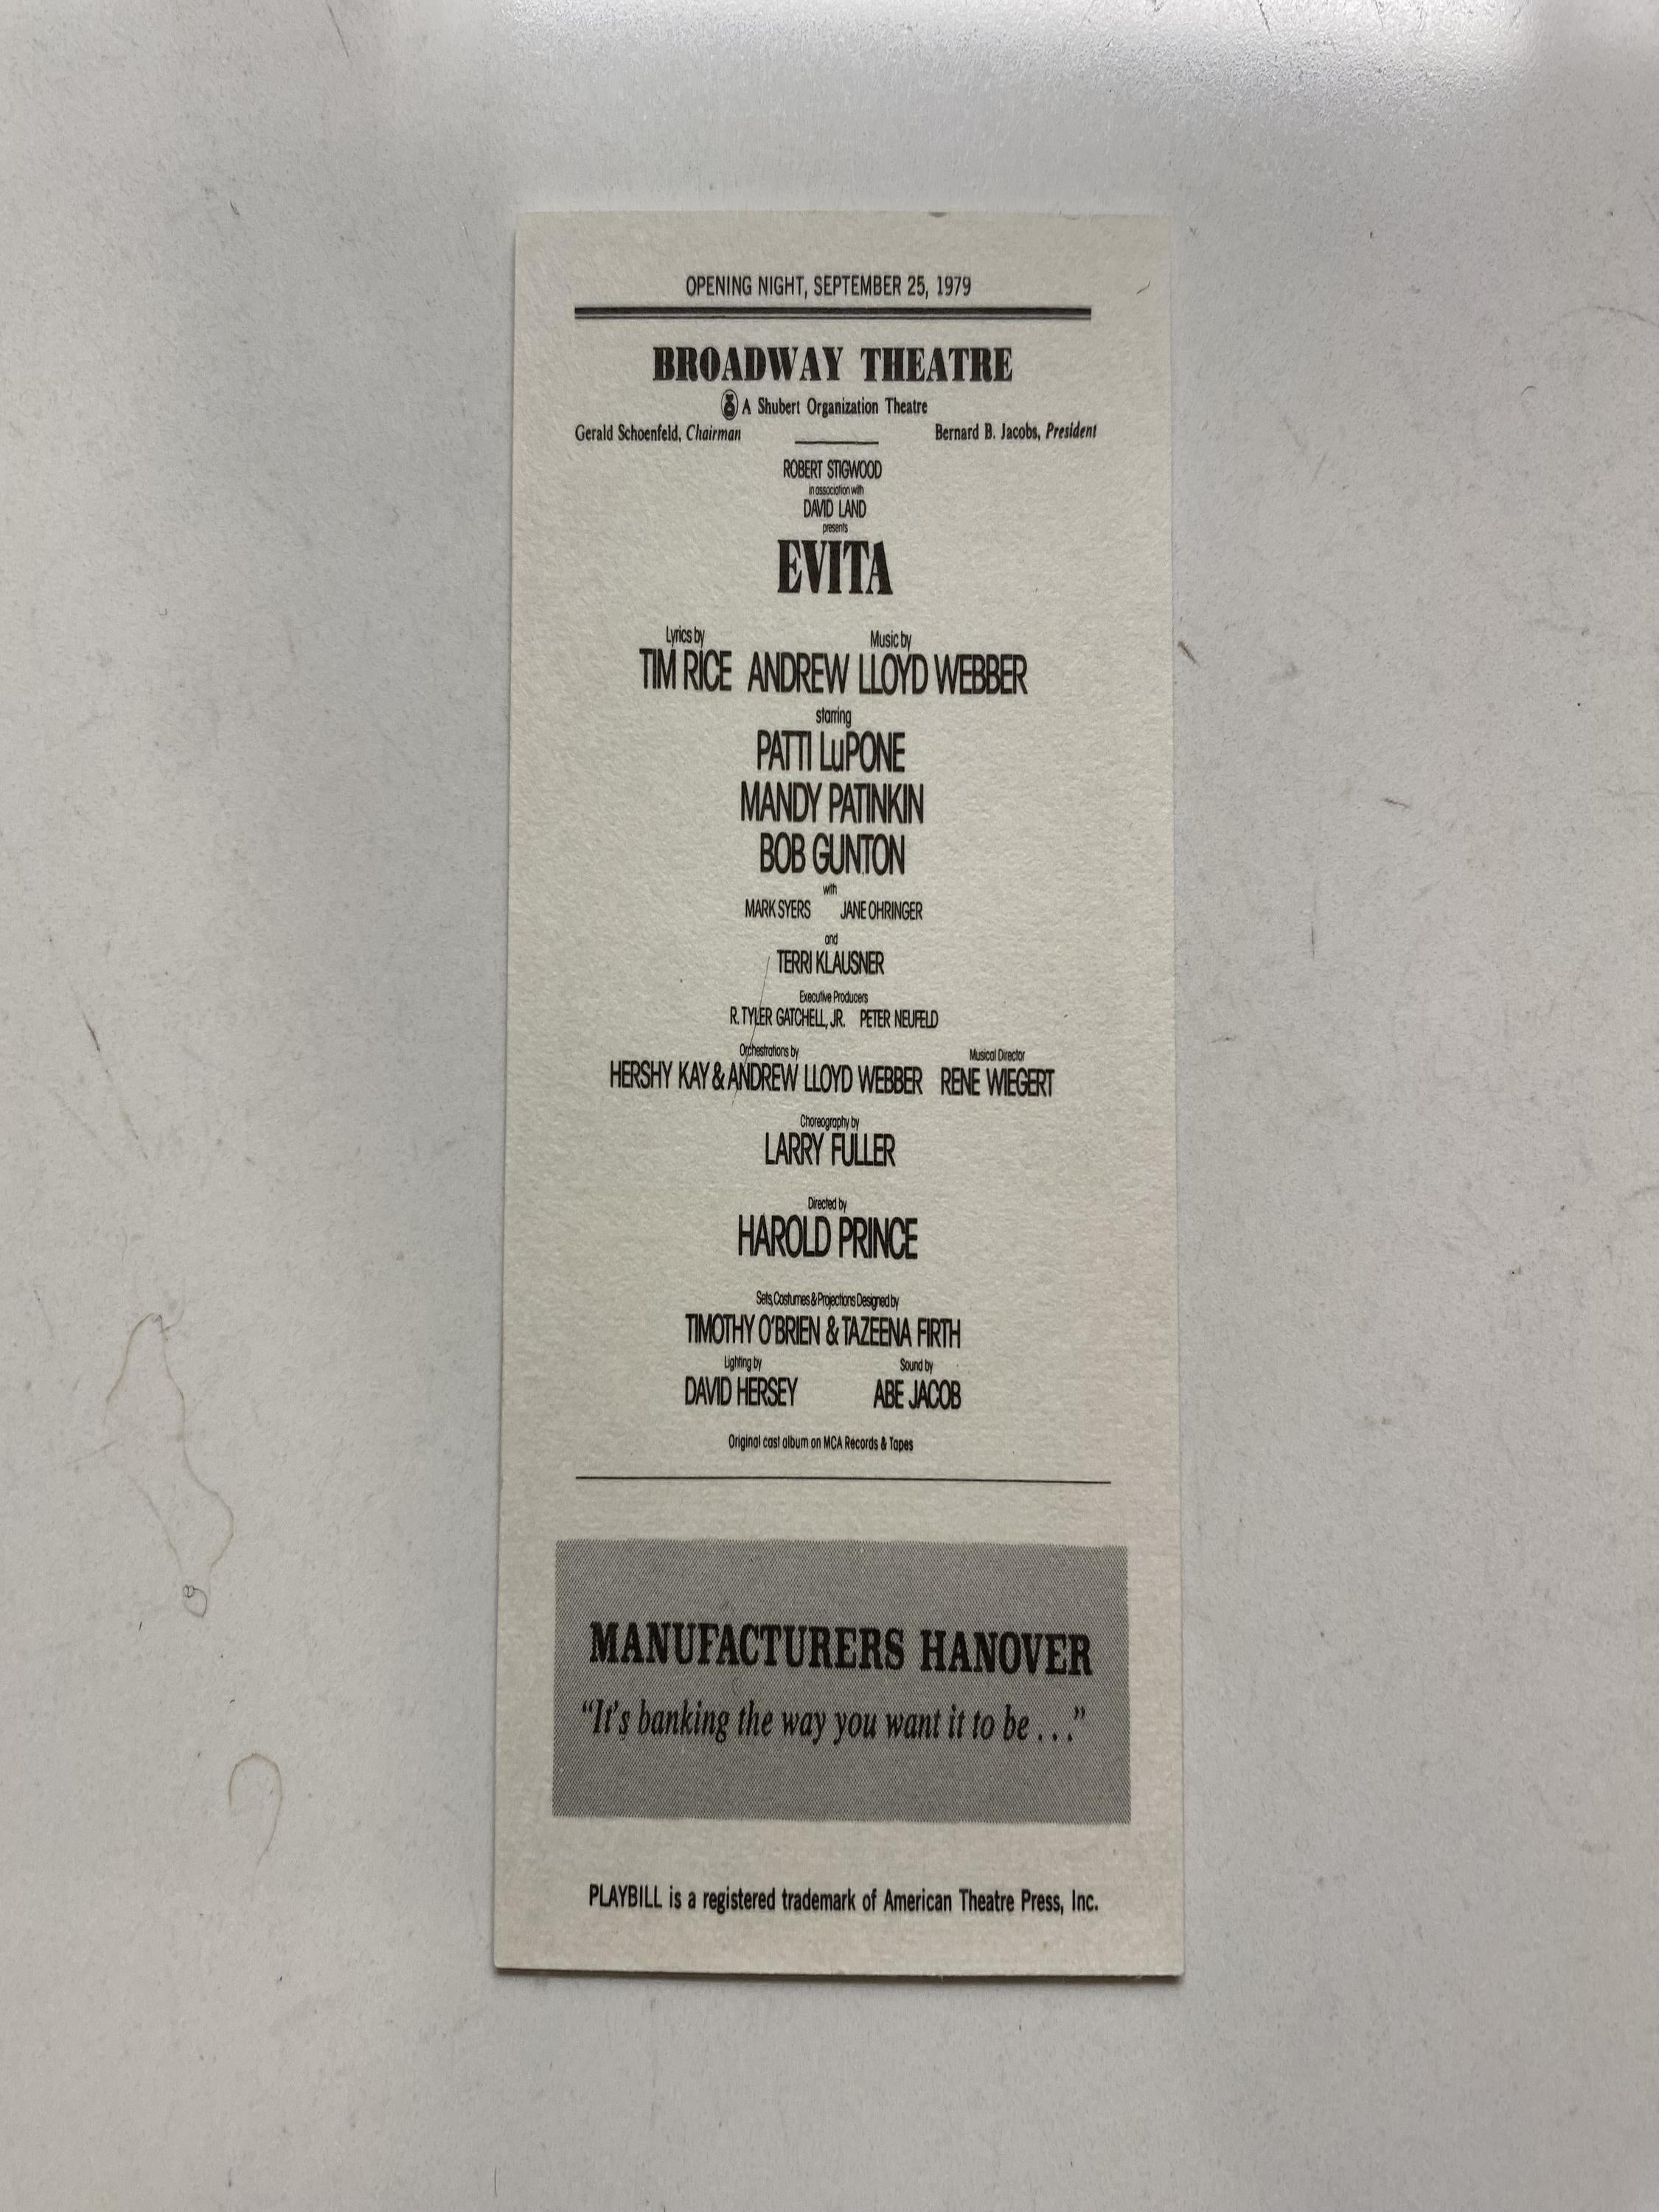 OPENING NIGHT, SEPTEMBER 25, 1979
BROADWAY THEATRE
A Shubert Organization Theatre
Gerald Schoenfeld, Chairman Bernard B. Jacobs, President
ROBERT STIGWOOD
in association with
DAVID LAND
presents
EVITA
Lyrics by Music by
TIM RICE ANDREW LLOYD WEBBER
starring
PATTI LuPONE
MANDY PATINKIN
BOB GUNTON
with
MARK SYERS JANE OHRINGER
and
TERRI KLAUSNER
Executive Producers
R. TYLER GATCHELL, JR. PETER NEUFELD
Orchestrations by Musical Director
HERSHY KAY & ANDREW LLOYD WEBBER RENE WIEGERT
Choreography by
LARRY FULLER
Directed by
HAROLD PRINCE
Sets, Costumes & Projections Designed by
TIMOTHY O'BRIEN & TAZEENA FIRTH
Lighting by Sound by
DAVID HERSEY ABE JACOB
Original cast album on MCA Records & Tapes
MANUFACTURERS HANOVER
"It's banking the way you want it to be . . ."
PLAYBILL is a registered trademark of American Theatre Press, Inc.